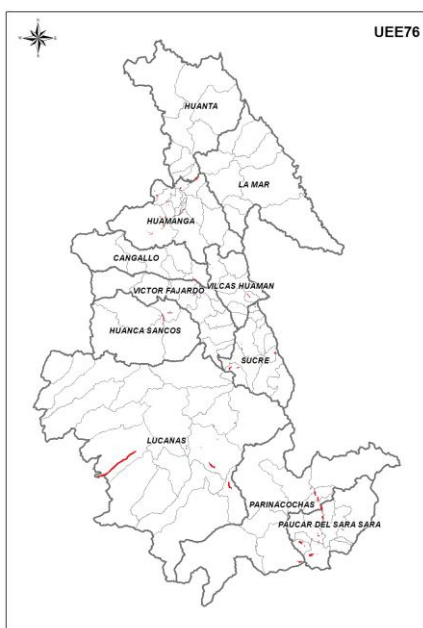 UEE76
HUANTA
LA MAR
HUAMANGA
CANGALLO
VICTOR FAJARDO
VILCAS HUAMAN
HUANCA SANCOS
SUCRE
LUCANAS
PARINACOCHAS
PAUCAR DEL SARA SARA